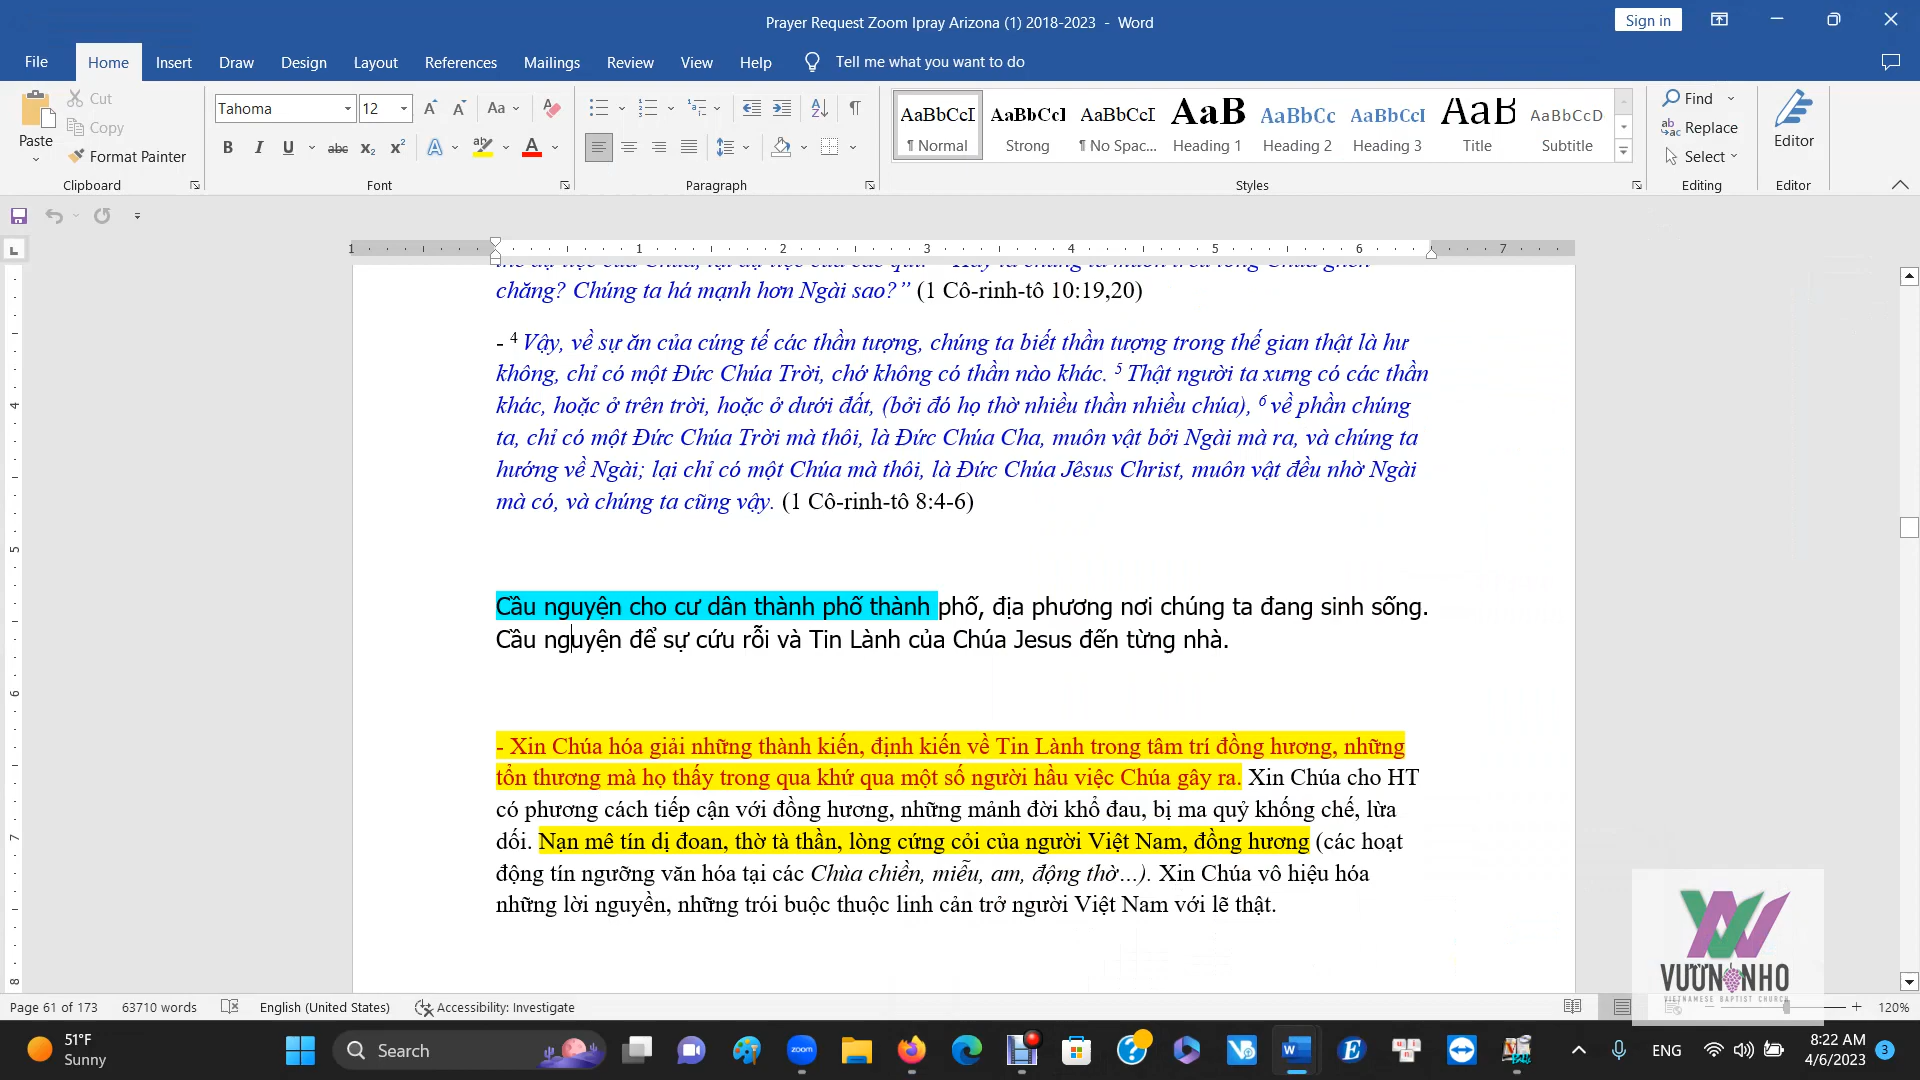 Prayer Request Zoom Ipray Arizona (1) 2018-2023 - Word
Sign in
File Home Insert Draw Design Layout References Mailings Review View Help Tell me what you want to do
Paste
Cut
Copy
Format Painter
Clipboard
Tahoma 12
Font
Paragraph
AaBbCcI AaBbCcI AaBbCcI AaB AaBbCc AaBbCcI AaB AaBbCcD
¶ Normal Strong ¶ No Spac... Heading 1 Heading 2 Heading 3 Title Subtitle
Styles
Find
Replace
Select
Editing
Editor
Editor
1 1 2 3 4 5 6 7
chăng? Chúng ta há mạnh hơn Ngài sao?” (1 Cô-rinh-tô 10:19,20)
- 4 Vậy, về sự ăn của cúng tế các thần tượng, chúng ta biết thần tượng trong thế gian thật là hư
không, chỉ có một Đức Chúa Trời, chớ không có thần nào khác. 5 Thật người ta xưng có các thần
khác, hoặc ở trên trời, hoặc ở dưới đất, (bởi đó họ thờ nhiều thần nhiều chúa), 6 về phần chúng
ta, chỉ có một Đức Chúa Trời mà thôi, là Đức Chúa Cha, muôn vật bởi Ngài mà ra, và chúng ta
hướng về Ngài; lại chỉ có một Chúa mà thôi, là Đức Chúa Jêsus Christ, muôn vật đều nhờ Ngài
mà có, và chúng ta cũng vậy. (1 Cô-rinh-tô 8:4-6)
Cầu nguyện cho cư dân thành phố thành phố, địa phương nơi chúng ta đang sinh sống.
Cầu nguyện để sự cứu rỗi và Tin Lành của Chúa Jesus đến từng nhà.
- Xin Chúa hóa giải những thành kiến, định kiến về Tin Lành trong tâm trí đồng hương, những
tổn thương mà họ thấy trong qua khứ qua một số người hầu việc Chúa gây ra. Xin Chúa cho HT
có phương cách tiếp cận với đồng hương, những mảnh đời khổ đau, bị ma quỷ khống chế, lừa
dối. Nạn mê tín dị đoan, thờ tà thần, lòng cứng cỏi của người Việt Nam, đồng hương (các hoạt
động tín ngưỡng văn hóa tại các Chùa chiền, miễu, am, động thờ...). Xin Chúa vô hiệu hóa
những lời nguyền, những trói buộc thuộc linh cản trở người Việt Nam với lẽ thật.
4
5
6
7
8
VƯỜN NHO
VIETNAMESE BAPTIST CHURCH
Page 61 of 173 63710 words English (United States) Accessibility: Investigate 120%
51°F
Sunny
Search
zoom
ENG
8:22 AM
4/6/2023
3